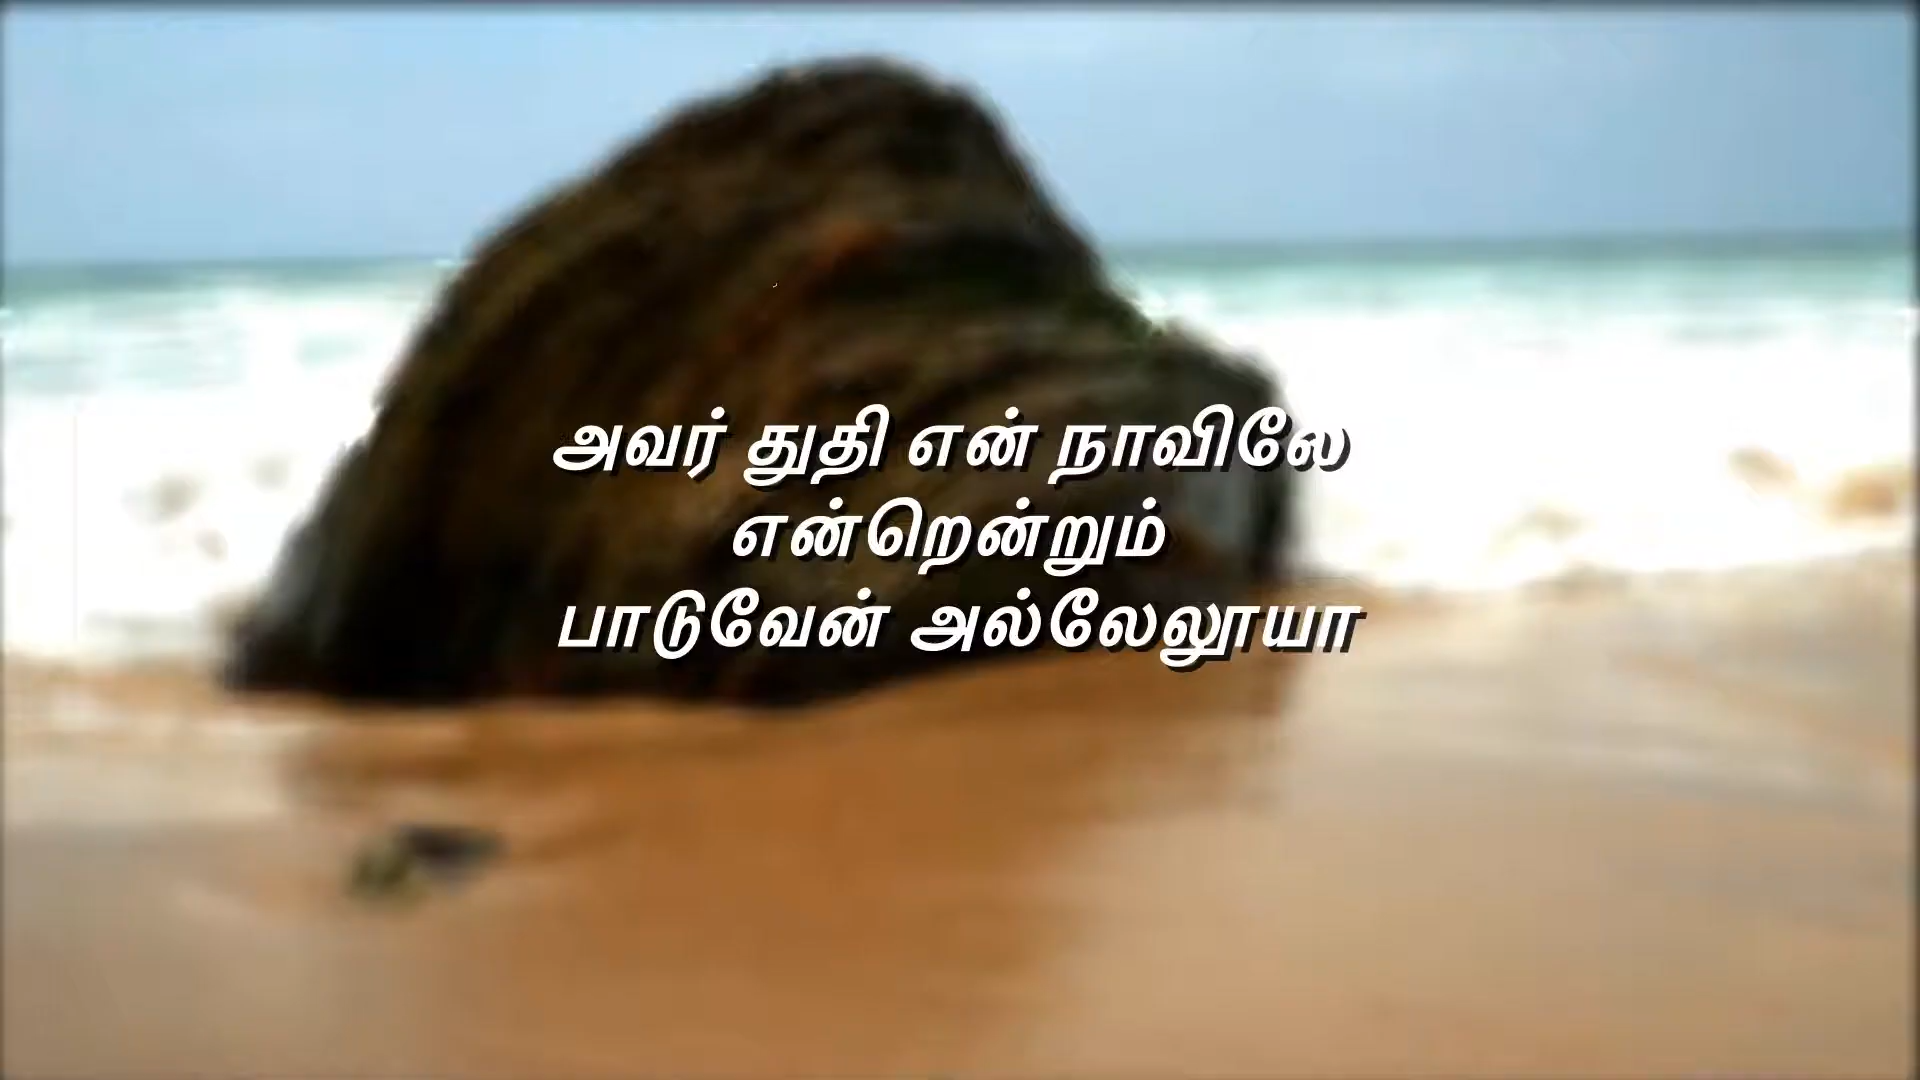 அவர் துதி என் நாவிலே
என்றென்றும்
பாடுவேன் அல்லேலூயா